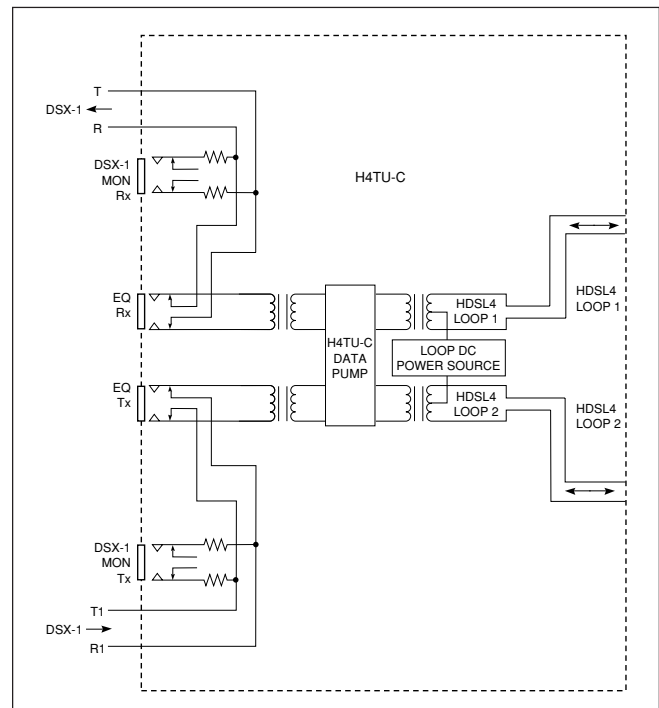 T
DSX-1
R
DSX-1
MON
Rx
H4TU-C
EQ
Rx
H4TU-C
DATA
PUMP
HDSL4
LOOP 1
HDSL4
LOOP 1
LOOP DC
POWER SOURCE
EQ
Tx
HDSL4
LOOP 2
HDSL4
LOOP 2
DSX-1
MON
Tx
T1
DSX-1
R1